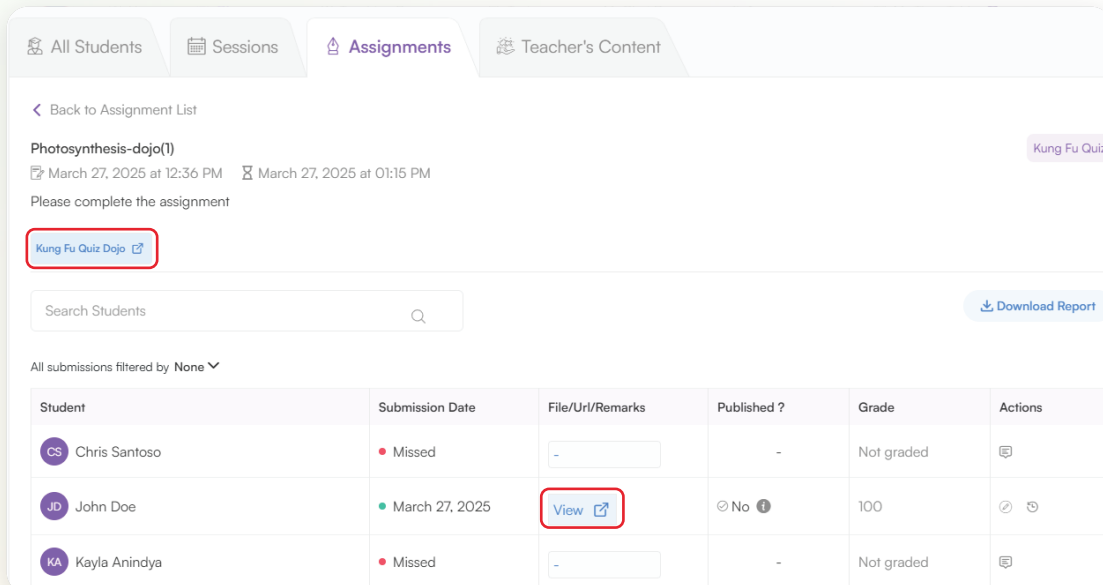 All Students Sessions Assignments Teacher's Content
Back to Assignment List
Photosynthesis-dojo(1)
Kung Fu Quiz
March 27, 2025 at 12:36 PM March 27, 2025 at 01:15 PM
Please complete the assignment
Kung Fu Quiz Dojo
Search Students
Download Report
All submissions filtered by None
Student Submission Date File/Url/Remarks Published ? Grade Actions
CS Chris Santoso Missed - - Not graded
JD John Doe March 27, 2025 View No 100
KA Kayla Anindya Missed - - Not graded